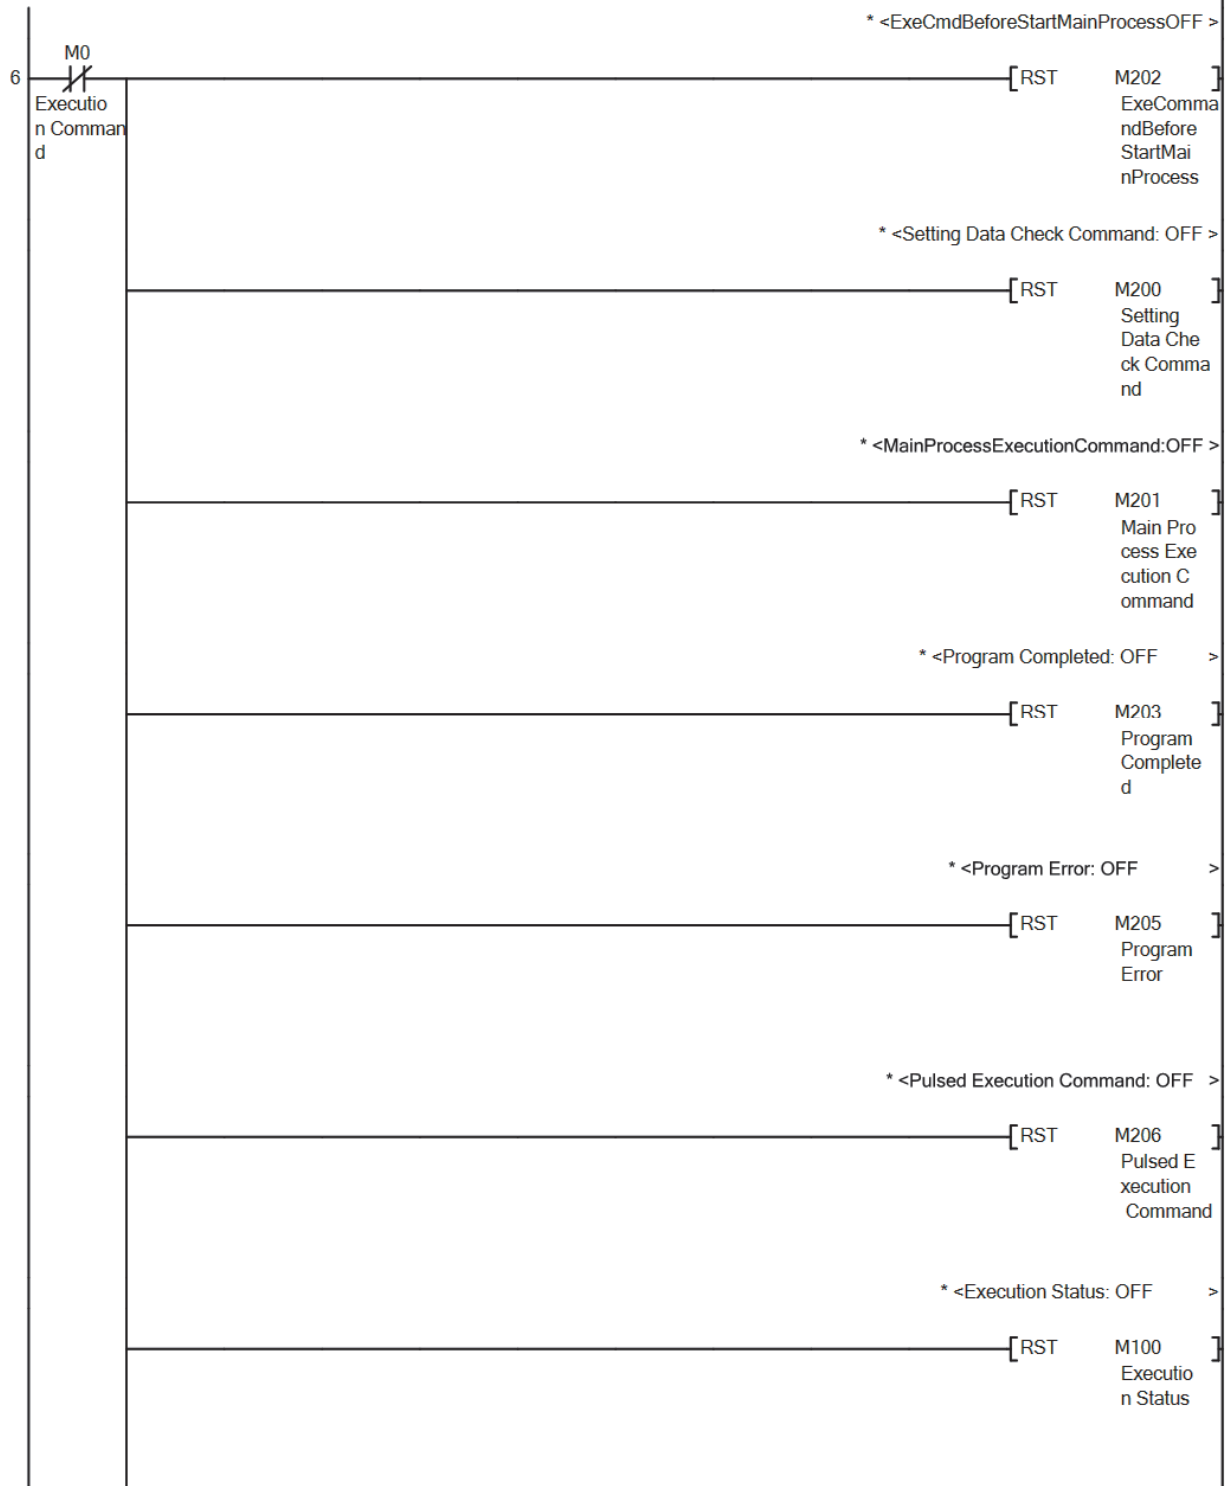 * <ExeCmdBeforeStartMainProcessOFF >
M0
6
[RST M202 ]
Executio
n Comman
d
ExeComma
ndBefore
StartMai
nProcess
* <Setting Data Check Command: OFF >
[RST M200 ]
Setting
Data Che
ck Comma
nd
* <MainProcessExecutionCommand:OFF >
[RST M201 ]
Main Pro
cess Exe
cution C
ommand
* <Program Completed: OFF >
[RST M203 ]
Program
Complete
d
* <Program Error: OFF >
[RST M205 ]
Program
Error
* <Pulsed Execution Command: OFF >
[RST M206 ]
Pulsed E
xecution
Command
* <Execution Status: OFF >
[RST M100 ]
Executio
n Status